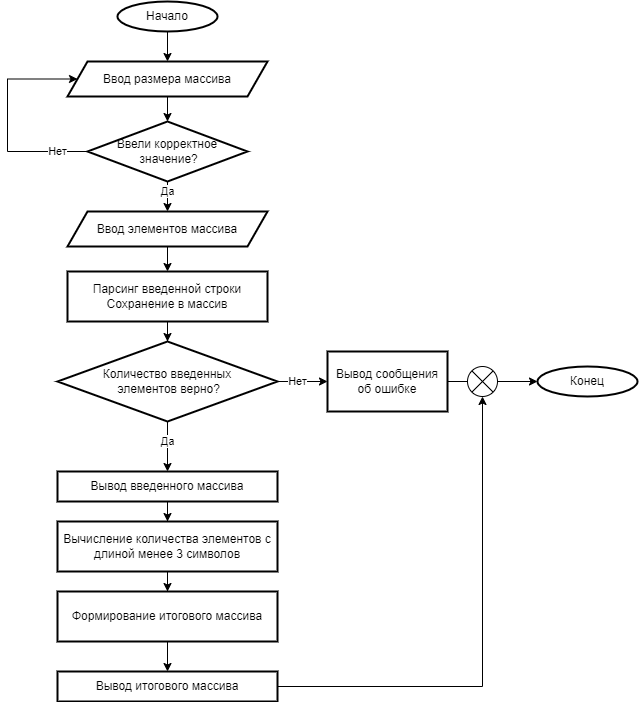 Начало
Ввод размера массива
Ввели корректное
значение?
Нет
Да
Ввод элементов массива
Парсинг введенной строки
Сохранение в массив
Количество введенных
элементов верно?
Нет
Вывод сообщения
об ошибке
Конец
Да
Вывод введенного массива
Вычисление количества элементов с
длиной менее 3 символов
Формирование итогового массива
Вывод итогового массива